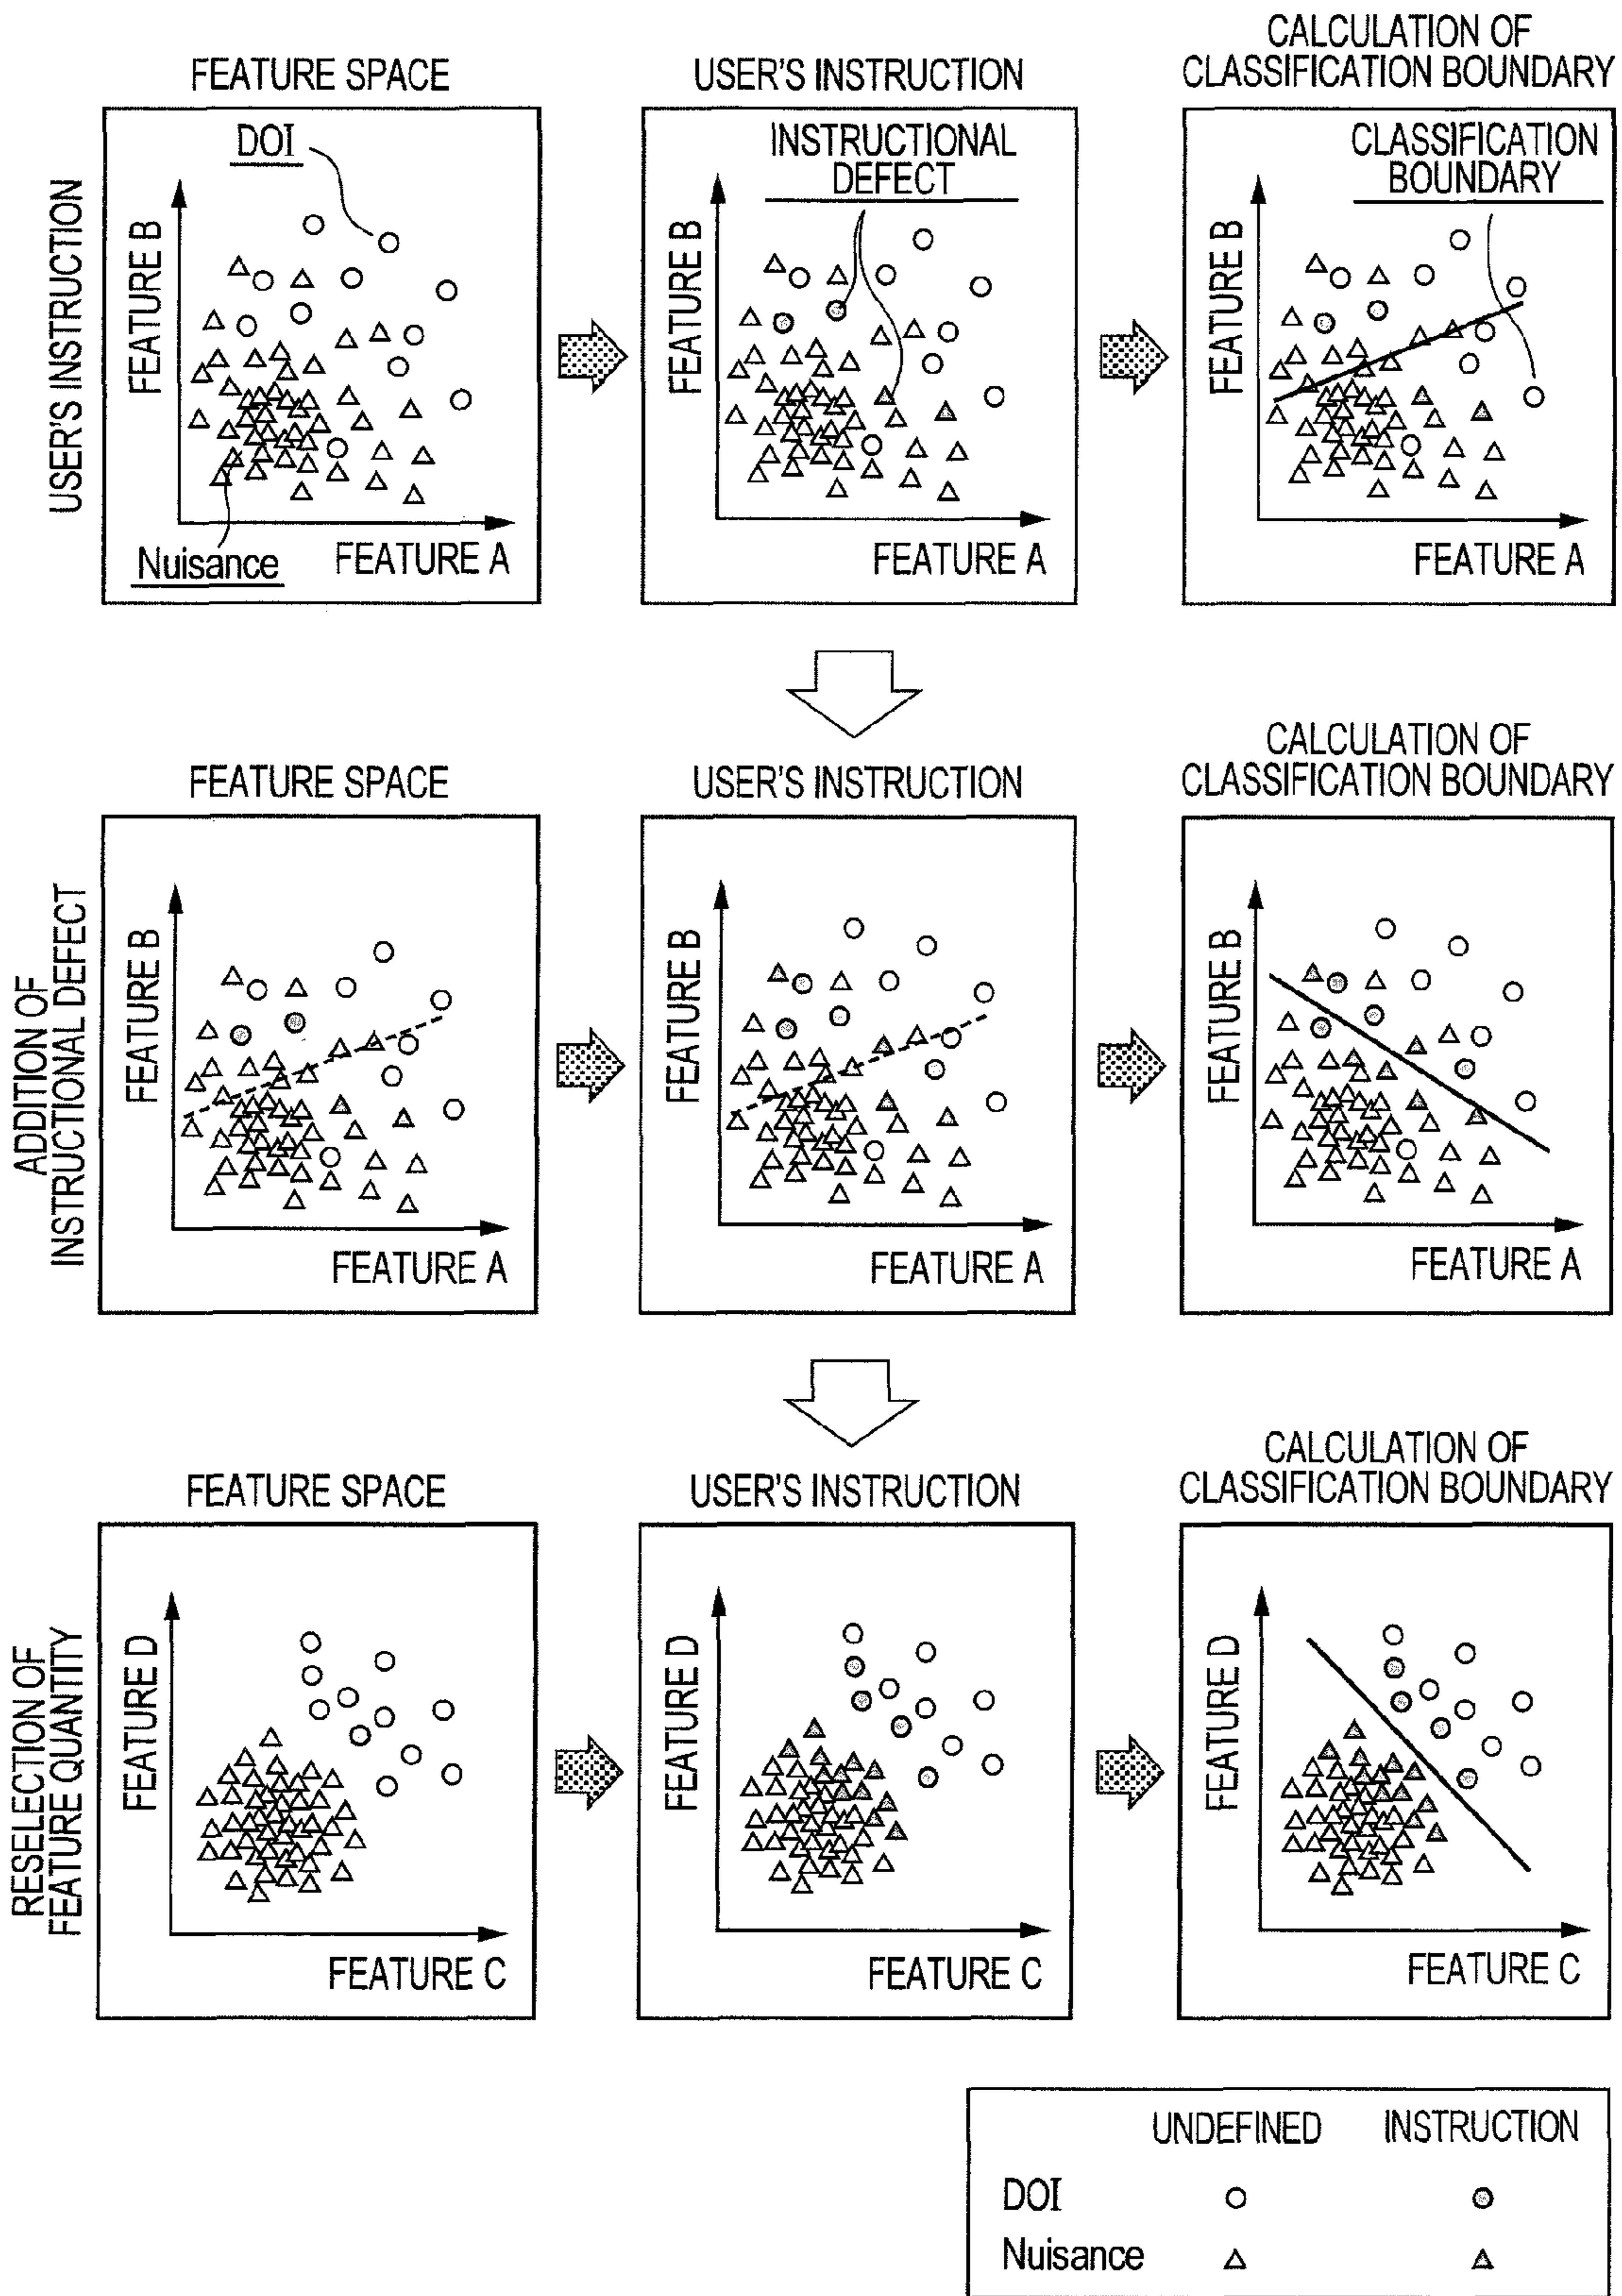 FEATURE SPACE
USER'S INSTRUCTION
CALCULATION OF
CLASSIFICATION BOUNDARY
USER'S INSTRUCTION
DOI
FEATURE B
Nuisance
FEATURE A
INSTRUCTIONAL
DEFECT
FEATURE B
FEATURE A
CLASSIFICATION
BOUNDARY
FEATURE B
FEATURE A
FEATURE SPACE
USER'S INSTRUCTION
CALCULATION OF
CLASSIFICATION BOUNDARY
ADDITION OF
INSTRUCTIONAL DEFECT
FEATURE B
FEATURE A
FEATURE B
FEATURE A
FEATURE B
FEATURE A
FEATURE SPACE
USER'S INSTRUCTION
CALCULATION OF
CLASSIFICATION BOUNDARY
RESELECTION OF
FEATURE QUANTITY
FEATURE D
FEATURE C
FEATURE D
FEATURE C
FEATURE D
FEATURE C
UNDEFINED INSTRUCTION
DOI
Nuisance